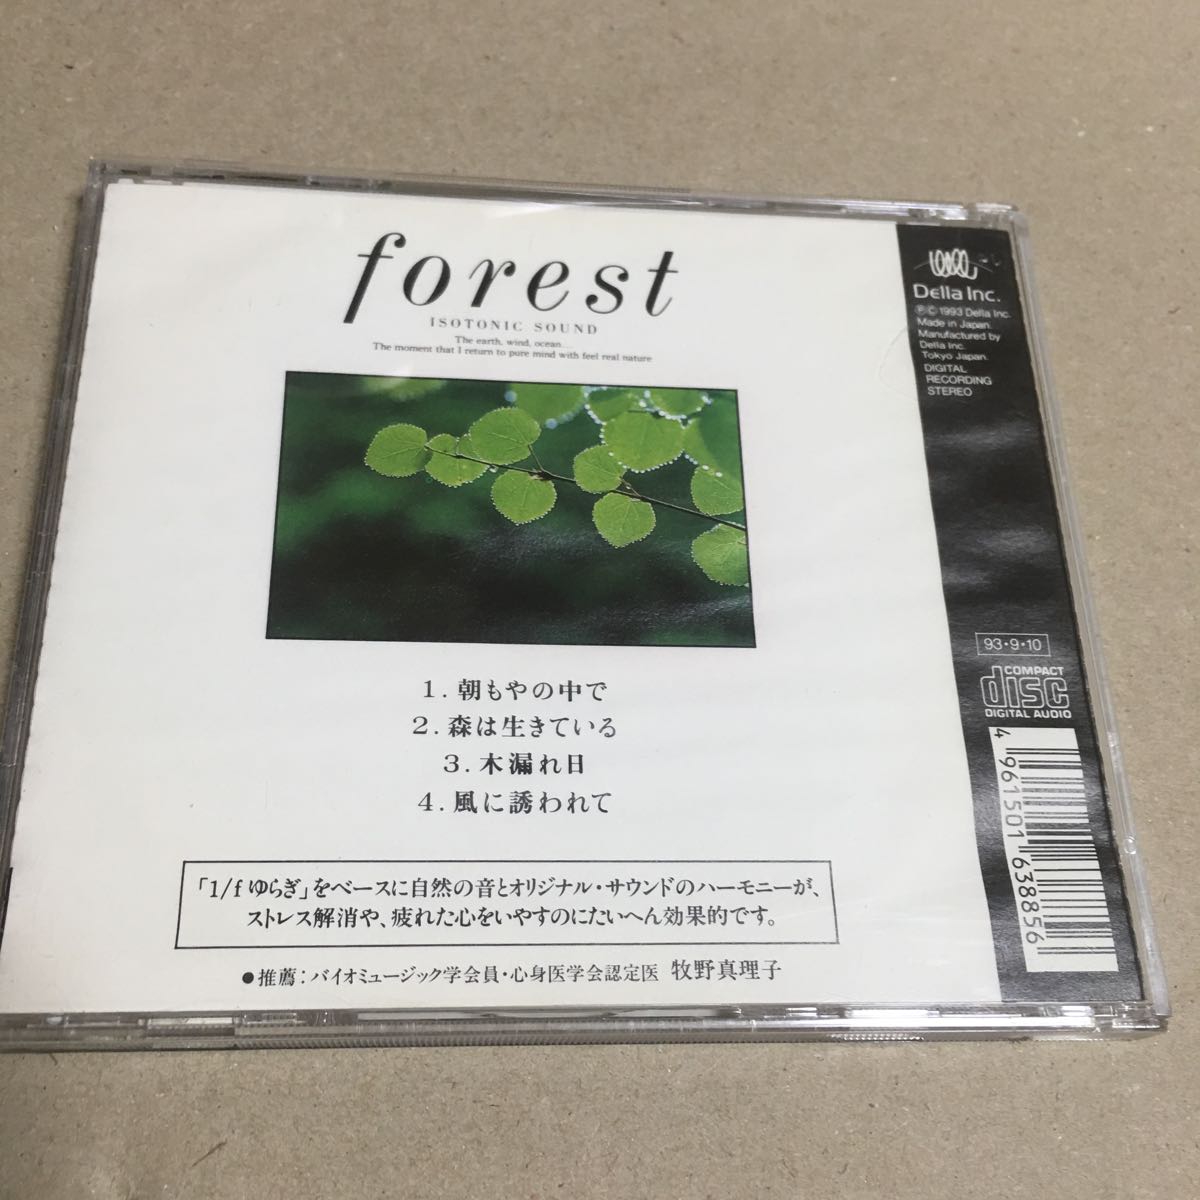 forest
ISOTONIC SOUND
The earth, wind, ocean....
The moment that I return to pure mind with feel real nature
1. 朝もやの中で
2. 森は生きている
3. 木漏れ日
4. 風に誘われて
「1/f ゆらぎ」をベースに自然の音とオリジナル・サウンドのハーモニーが、
ストレス解消や、疲れた心をいやすのにたいへん効果的です。
●推薦：バイオミュージック学会員・心身医学会認定医 牧野真理子
Della Inc.
ⓅⒸ 1993 Della Inc.
Made in Japan.
Manufactured by
Della Inc.
Tokyo Japan.
DIGITAL
RECORDING
STEREO
93・9・10
COMPACT
disc
DIGITAL AUDIO
4 961501 638856